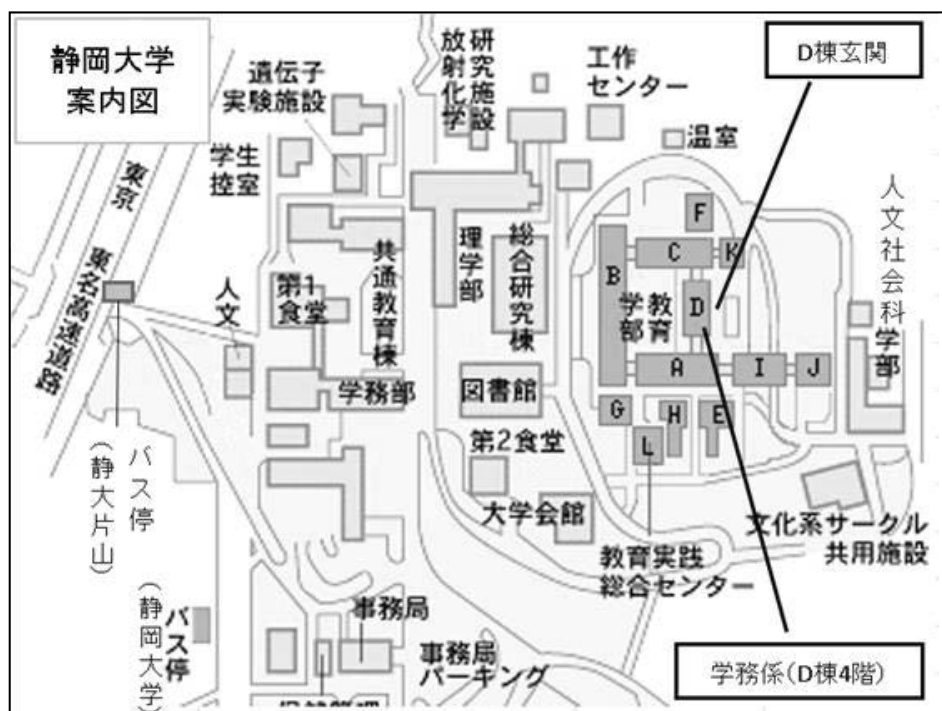 静岡大学
案内図
遺伝子
実験施設
放射化学
研究施設
工作
センター
D棟玄関
学生
控室
温室
東京
東名高速道路
人文
第1
食堂
共通教育棟
理学部
総合研究棟
教育
学部
人文社会科
学部
F
B
C
K
D
A
I
J
G
H
E
L
学務部
図書館
第2食堂
大学会館
バス停
(静大片山)
教育実践
総合センター
文化系サークル
共用施設
バス停
(静岡大学)
事務局
事務局
パーキング
学務係(D棟4階)